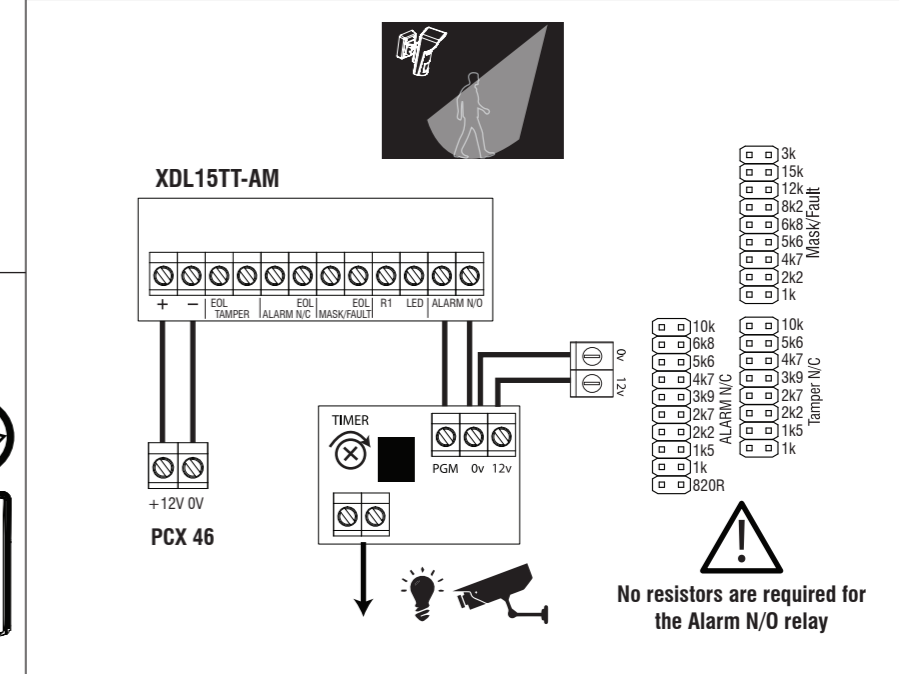 XDL15TT-AM
+ − EOL TAMPER EOL ALARM N/C EOL MASK/FAULT R1 LED ALARM N/O
0v
12v
TIMER
PGM 0v 12v
+12V 0V
PCX 46
3k
15k
12k
8k2
6k8
5k6
4k7
2k2
1k
Mask/Fault
10k
6k8
5k6
4k7
3k9
2k7
2k2
1k5
1k
820R
ALARM N/C
10k
5k6
4k7
3k9
2k7
2k2
1k5
1k
Tamper N/C
!
No resistors are required for
the Alarm N/O relay